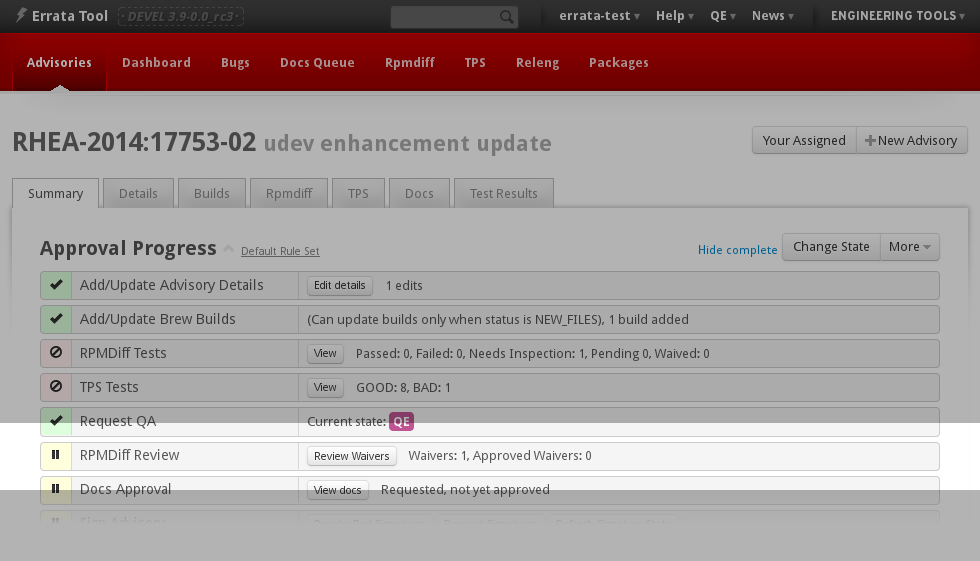 Errata Tool DEVEL 3.9-0.0_rc3 errata-test Help QE News ENGINEERING TOOLS
Advisories Dashboard Bugs Docs Queue Rpmdiff TPS Releng Packages
RHEA-2014:17753-02 udev enhancement update Your Assigned New Advisory
Summary Details Builds Rpmdiff TPS Docs Test Results
Approval Progress Default Rule Set Hide complete Change State More
Add/Update Advisory Details Edit details 1 edits
Add/Update Brew Builds (Can update builds only when status is NEW_FILES), 1 build added
RPMDiff Tests View Passed: 0, Failed: 0, Needs Inspection: 1, Pending 0, Waived: 0
TPS Tests View GOOD: 8, BAD: 1
Request QA Current state: QE
RPMDiff Review Review Waivers Waivers: 1, Approved Waivers: 0
Docs Approval View docs Requested, not yet approved
Sign Advisory